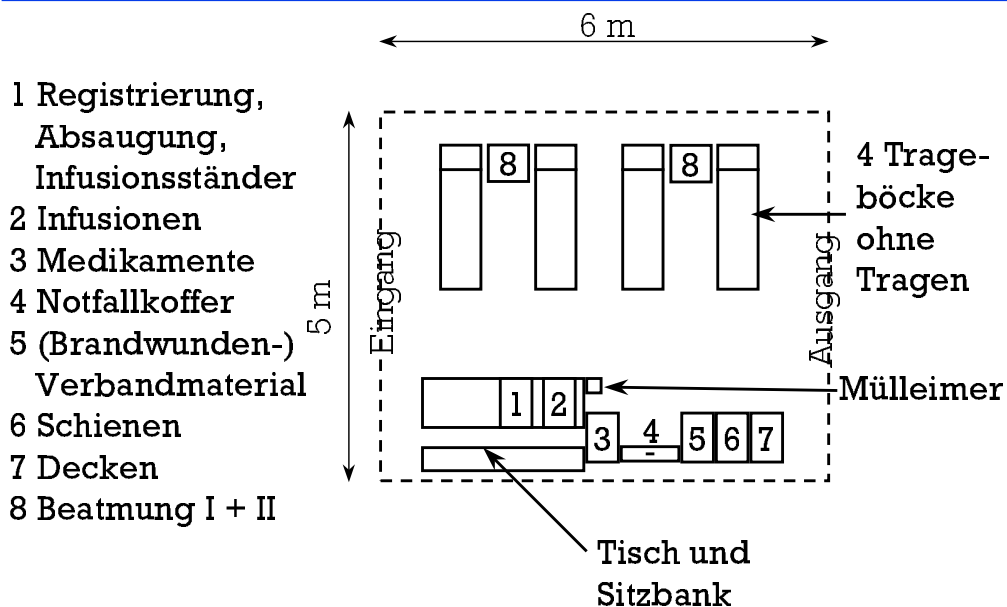 6 m
1 Registrierung,
Absaugung,
Infusionsständer
2 Infusionen
3 Medikamente
4 Notfallkoffer
5 (Brandwunden-)
Verbandmaterial
6 Schienen
7 Decken
8 Beatmung I + II
5 m
Eingang
8
8
4 Trage-
böcke
ohne
Tragen
Ausgang
1 2
Mülleimer
3 4 5 6 7
Tisch und
Sitzbank